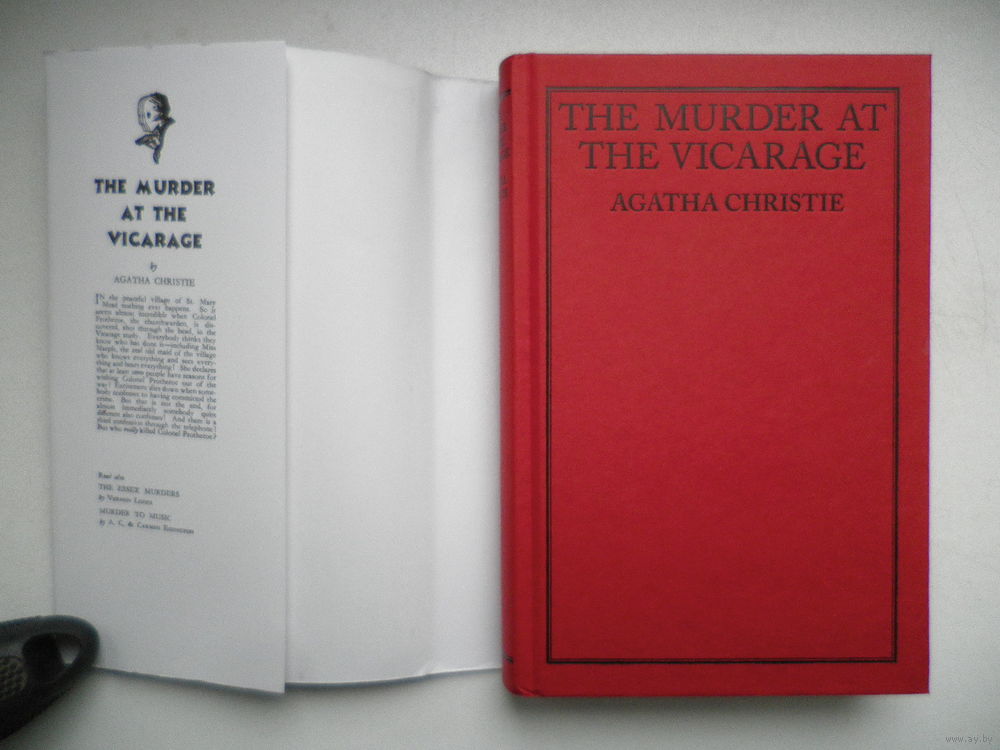 THE MURDER
AT THE
VICARAGE
by
AGATHA CHRISTIE
IN the peaceful village of St. Mary
Mead nothing ever happens. So it
seems almost incredible when Colonel
Protheroe, the churchwarden, is dis-
covered, shot through the head, in the
Vicarage study. Everybody thinks they
know who has done it—including Miss
Marple, the real old maid of the village
who knows everything and sees every-
thing and hears everything! She declares
that at least seven people have reasons for
wishing Colonel Protheroe out of the
way! Excitement dies down when some-
body confesses to having committed the
crime. But this is not the end, for
almost immediately somebody quite
different also confesses! And there is a
third confession through the telephone!
But who really killed Colonel Protheroe?
Read also
THE ESSEX MURDERS
by Vernon Loder
MURDER TO MUSIC
by A. C. & Carmen Edington
THE MURDER AT
THE VICARAGE
AGATHA CHRISTIE
www.ay.by